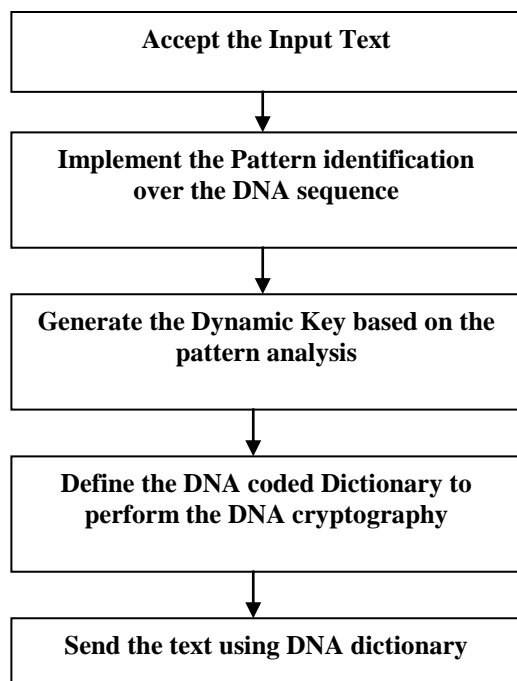 Accept the Input Text
Implement the Pattern identification
over the DNA sequence
Generate the Dynamic Key based on the
pattern analysis
Define the DNA coded Dictionary to
perform the DNA cryptography
Send the text using DNA dictionary